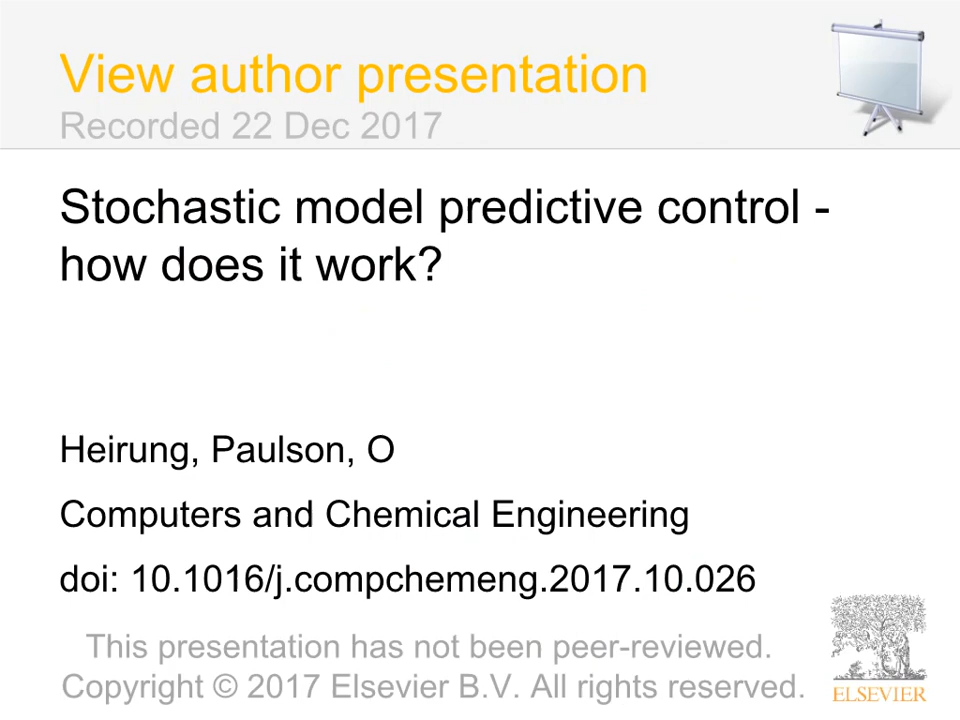 View author presentation
Recorded 22 Dec 2017
Stochastic model predictive control -
how does it work?
Heirung, Paulson, O
Computers and Chemical Engineering
doi: 10.1016/j.compchemeng.2017.10.026
This presentation has not been peer-reviewed.
Copyright © 2017 Elsevier B.V. All rights reserved.
ELSEVIER